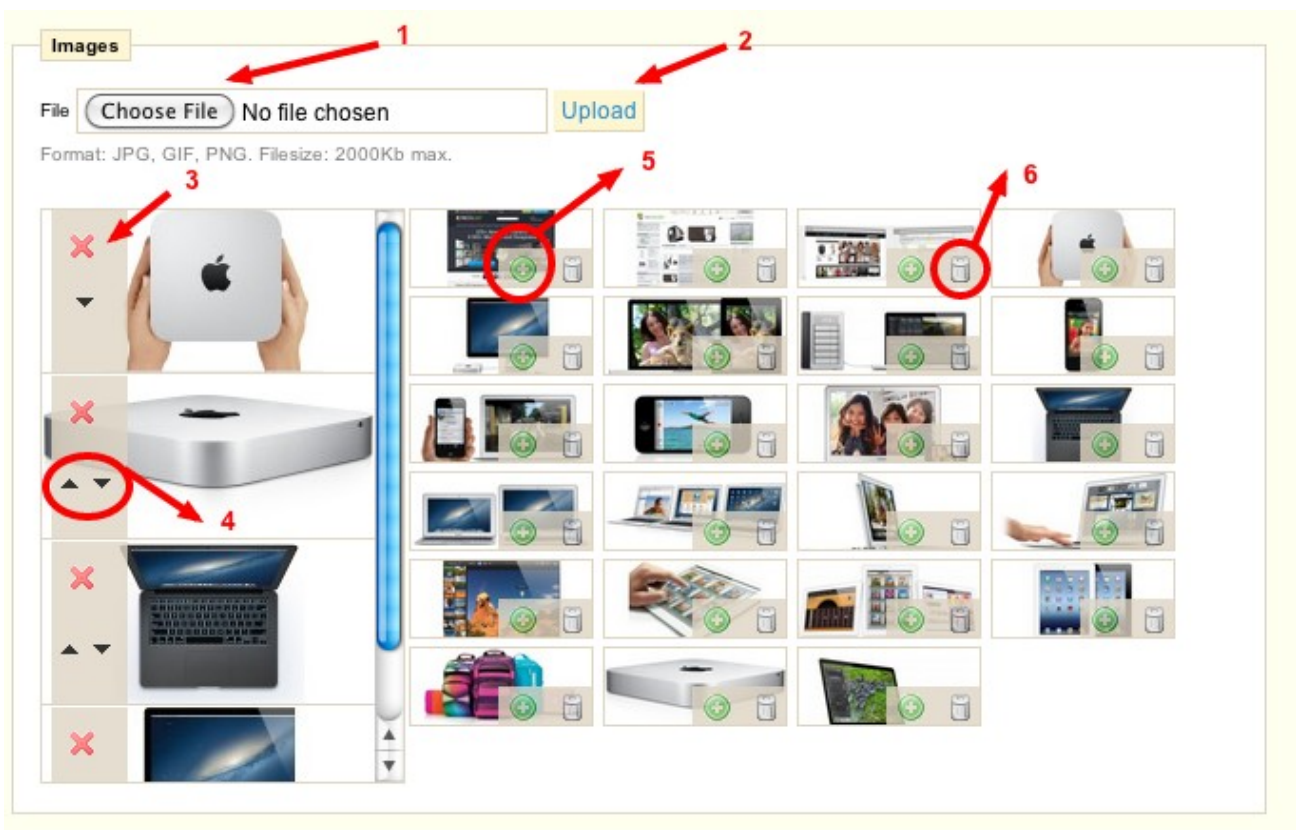 Images
1
2
File Choose File No file chosen Upload
Format: JPG, GIF, PNG. Filesize: 2000Kb max.
3
5
6
4